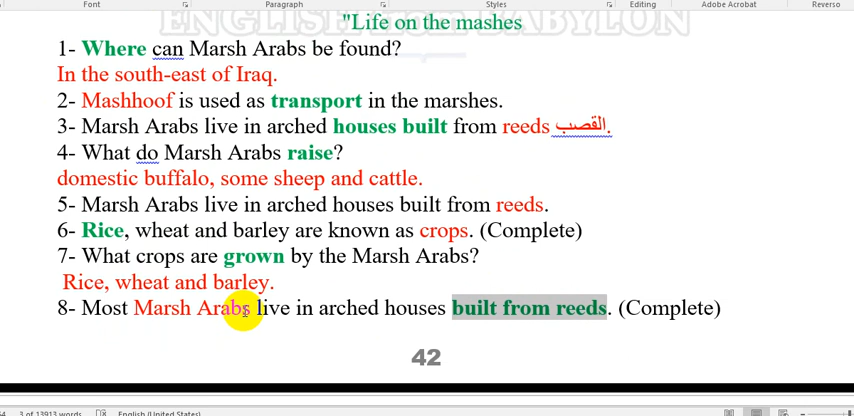 Font Paragraph Styles Editing Adobe Acrobat Reverso
ENGLISH from BABYLON
"Life on the mashes
1- Where can Marsh Arabs be found?
In the south-east of Iraq.
2- Mashhoof is used as transport in the marshes.
3- Marsh Arabs live in arched houses built from reeds القصب.
4- What do Marsh Arabs raise?
domestic buffalo, some sheep and cattle.
5- Marsh Arabs live in arched houses built from reeds.
6- Rice, wheat and barley are known as crops. (Complete)
7- What crops are grown by the Marsh Arabs?
Rice, wheat and barley.
8- Most Marsh Arabs live in arched houses built from reeds. (Complete)
42
3 of 13913 words English (United States)